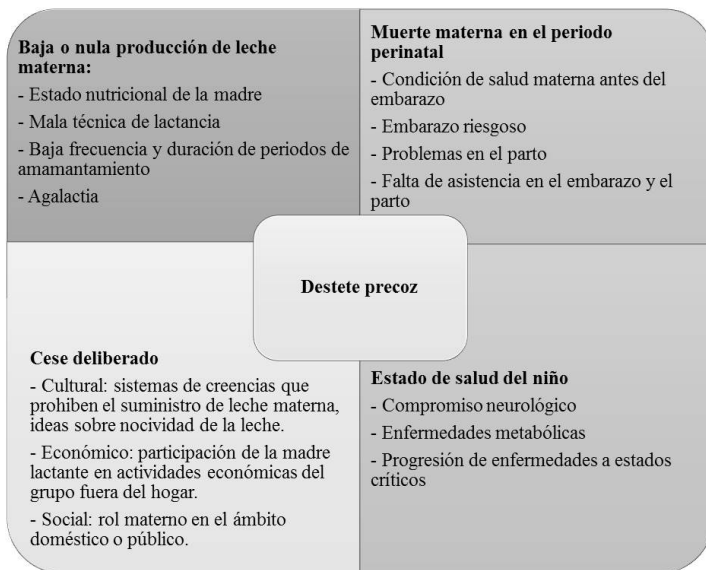 Baja o nula producción de leche
materna:
- Estado nutricional de la madre
- Mala técnica de lactancia
- Baja frecuencia y duración de periodos de
amamantamiento
- Agalactia
Muerte materna en el periodo
perinatal
- Condición de salud materna antes del
embarazo
- Embarazo riesgoso
- Problemas en el parto
- Falta de asistencia en el embarazo y el
parto
Destete precoz
Cese deliberado
- Cultural: sistemas de creencias que
prohiben el suministro de leche materna,
ideas sobre nocividad de la leche.
- Económico: participación de la madre
lactante en actividades económicas del
grupo fuera del hogar.
- Social: rol materno en el ámbito
doméstico o público.
Estado de salud del niño
- Compromiso neurológico
- Enfermedades metabólicas
- Progresión de enfermedades a estados
críticos